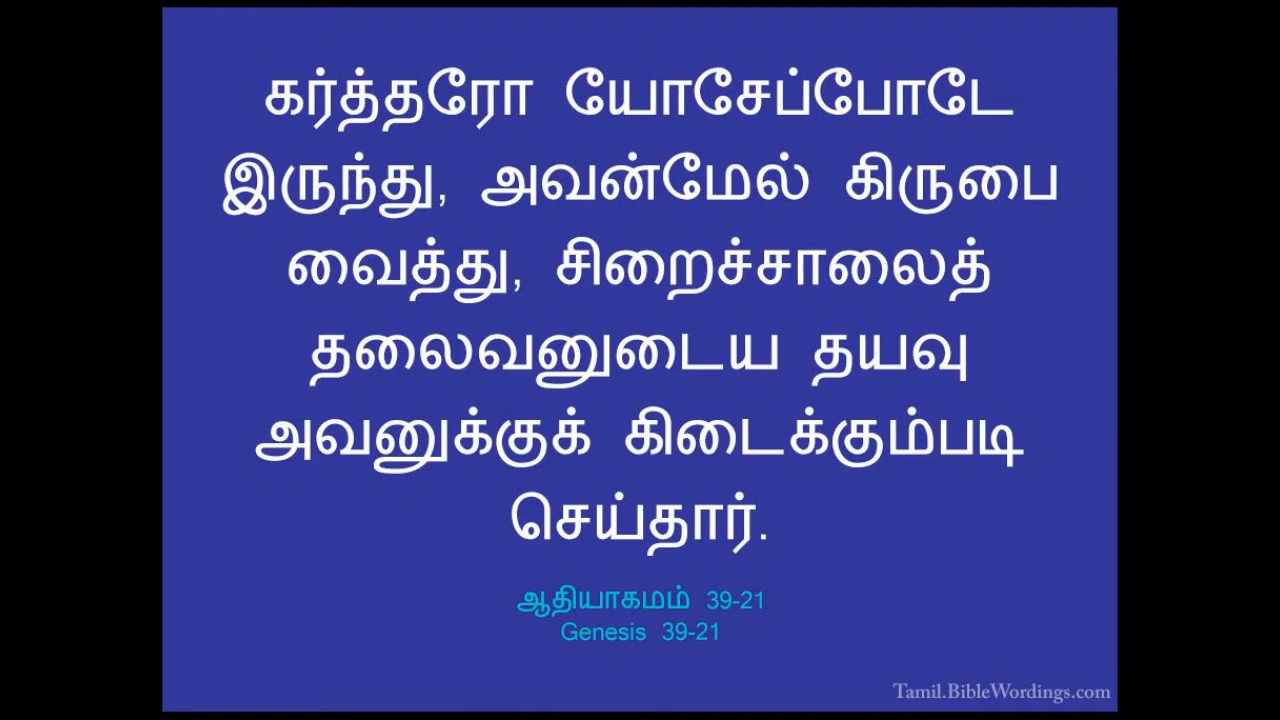 கர்த்தரோ யோசேப்போடே
இருந்து, அவன்மேல் கிருபை
வைத்து, சிறைச்சாலைத்
தலைவனுடைய தயவு
அவனுக்குக் கிடைக்கும்படி
செய்தார்.
ஆதியாகமம் 39-21
Genesis 39-21
Tamil.BibleWordings.com